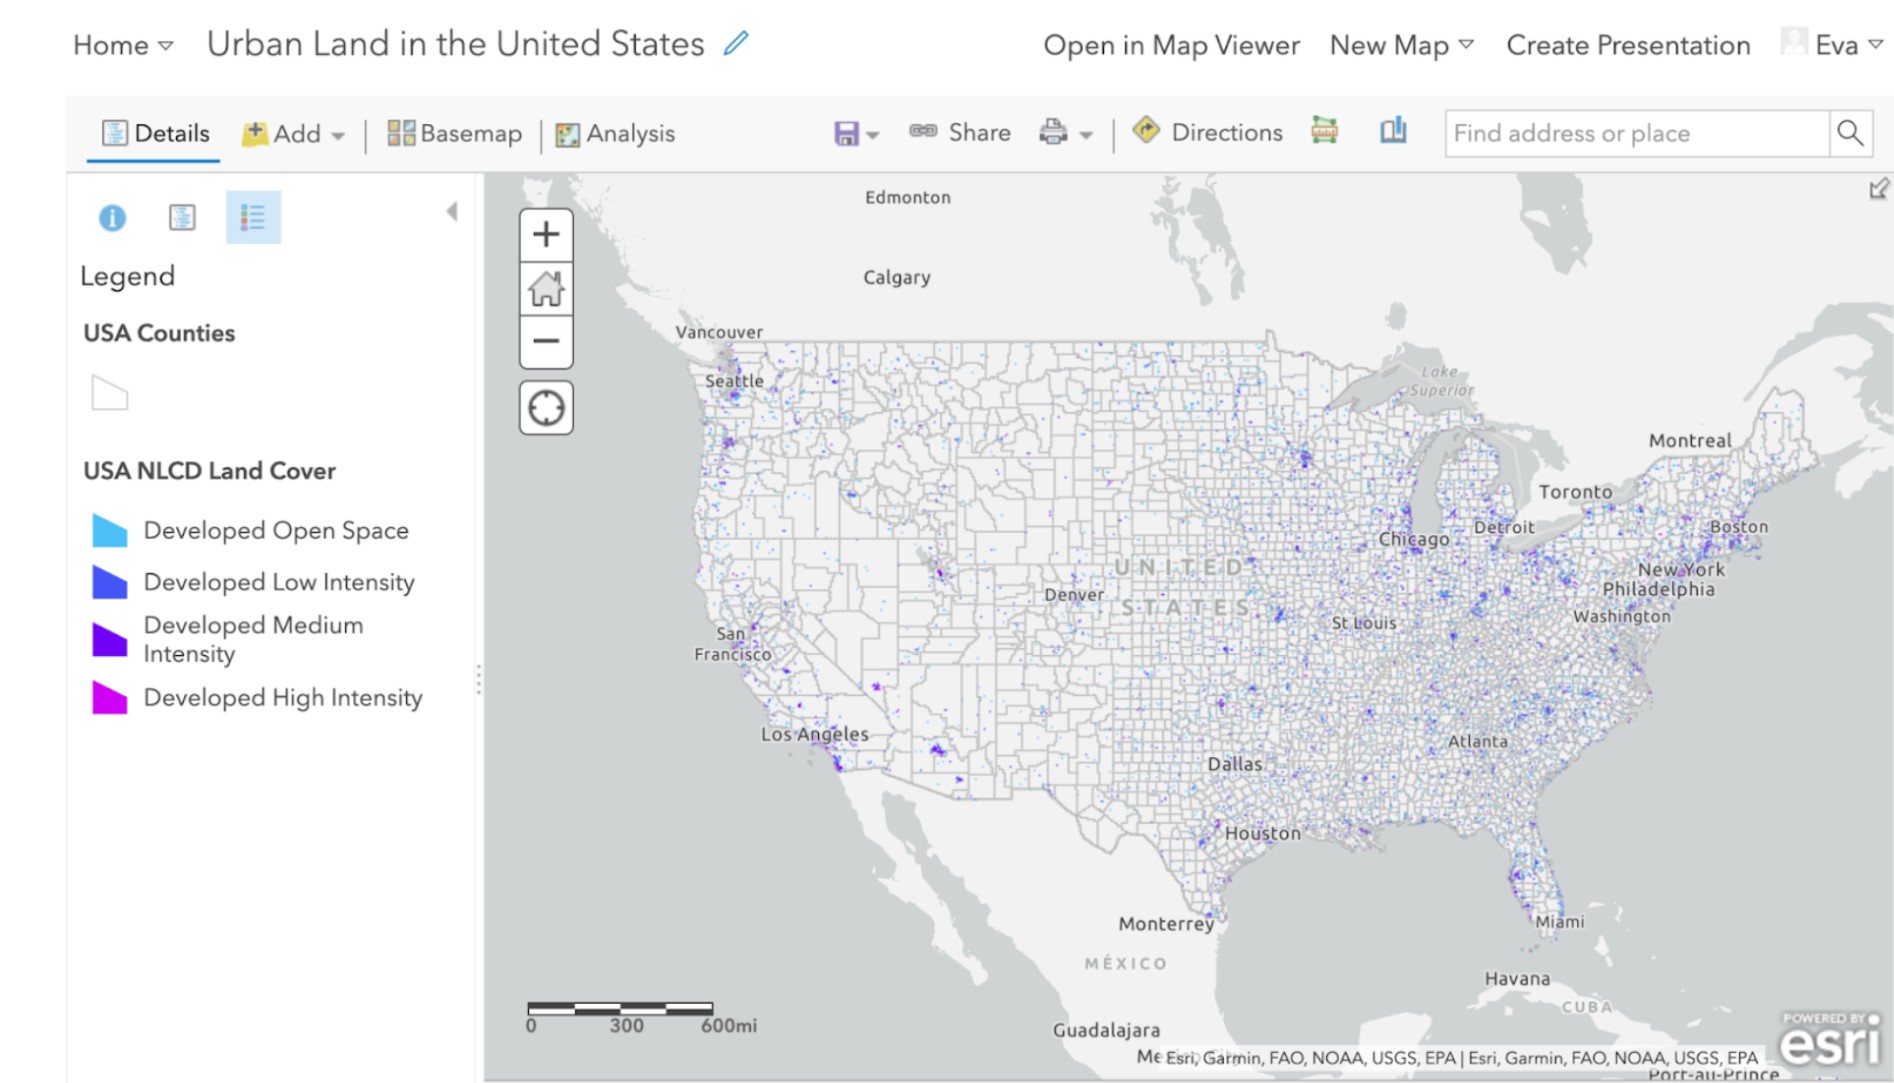 Home Urban Land in the United States Open in Map Viewer New Map Create Presentation Eva
Details Add Basemap Analysis Share Directions Find address or place
Legend
USA Counties
USA NLCD Land Cover
Developed Open Space
Developed Low Intensity
Developed Medium
Intensity
Developed High Intensity
Edmonton
Calgary
Vancouver
Seattle
Lake
Superior
Montreal
Toronto
Boston
Detroit
Chicago
UNITED
New York
Denver
Philadelphia
STATES
Washington
St Louis
San
Francisco
Los Angeles
Atlanta
Dallas
Houston
Miami
Monterrey
MÉXICO
Havana
CUBA
0 300 600mi
Guadalajara
Esri, Garmin, FAO, NOAA, USGS, EPA | Esri, Garmin, FAO, NOAA, USGS, EPA
Port-au-Prince
POWERED BY
esri